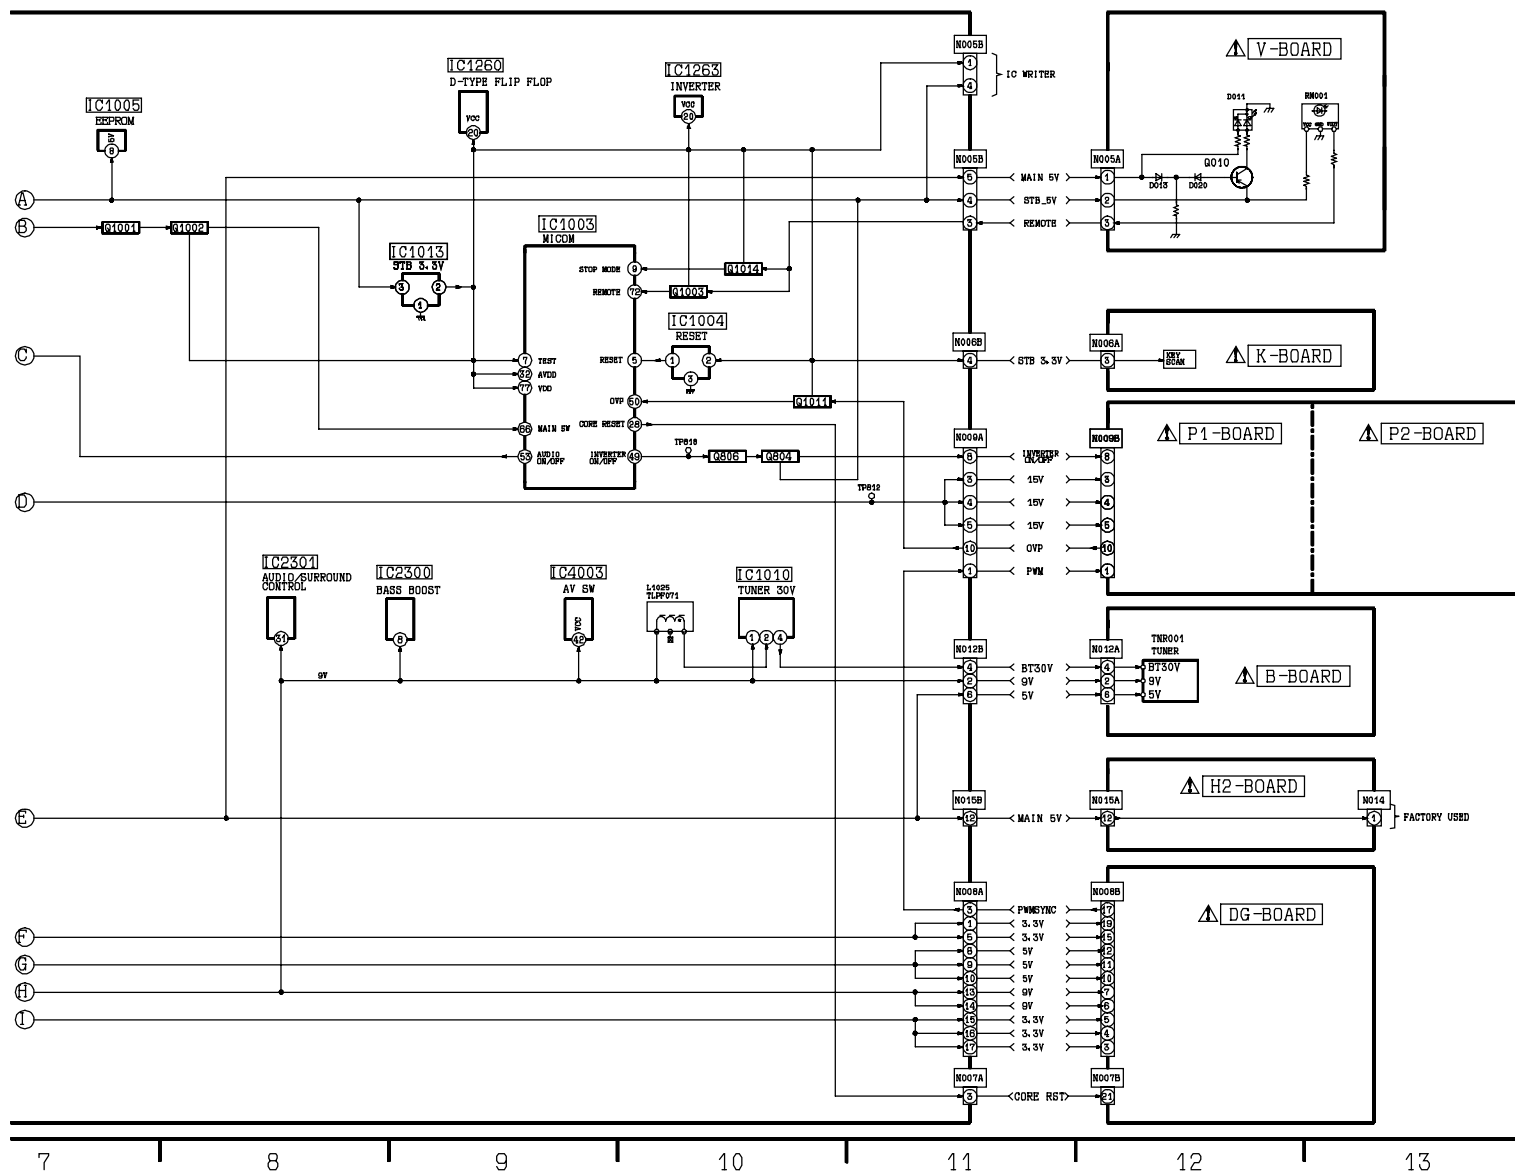 N005B
1
4
IC WRITER
V-BOARD
D011
RM001
VCC GND VOUT
IC1260
D-TYPE FLIP FLOP
VCC
20
IC1263
INVERTER
VCC
20
IC1005
EEPROM
5V
8
N005B
5
4
3
MAIN 5V
STB_5V
REMOTE
N005A
1
2
3
D013
D020
Q010
A
B
Q1001
Q1002
IC1013
STB 3.3V
3
2
1
IC1003
MICOM
STOP MODE
9
REMOTE
72
RESET
5
OVP
50
CORE RESET
28
INVERTER
ON/OFF
49
7
TEST
32
AVDD
77
VDD
56
MAIN SW
53
AUDIO
ON/OFF
Q1014
Q1003
IC1004
RESET
1
2
3
Q1011
TP818
Q806
Q804
TP812
N006B
4
STB 3.3V
N006A
3
KEY
SCAN
K-BOARD
C
D
N009A
8
3
4
5
10
1
INVERTER
ON/OFF
15V
15V
15V
OVP
PWM
N009B
8
3
4
5
10
1
P1-BOARD
P2-BOARD
IC2301
AUDIO/SURROUND
CONTROL
31
IC2300
BASS BOOST
8
IC4003
AV SW
VCC
42
L1025
TLPF071
IC1010
TUNER 30V
1
2
4
9V
N012B
4
2
6
BT30V
9V
5V
N012A
4
2
6
TNR001
TUNER
BT30V
9V
5V
B-BOARD
E
N015B
12
MAIN 5V
N015A
12
H2-BOARD
N014
1
FACTORY USED
F
G
H
I
N008A
3
1
5
8
9
10
13
14
15
16
17
PWMSYNC
3.3V
3.3V
5V
5V
5V
9V
9V
3.3V
3.3V
3.3V
N008B
17
19
15
12
11
10
7
6
5
4
3
DG-BOARD
N007A
3
CORE RST
N007B
21
7
8
9
10
11
12
13